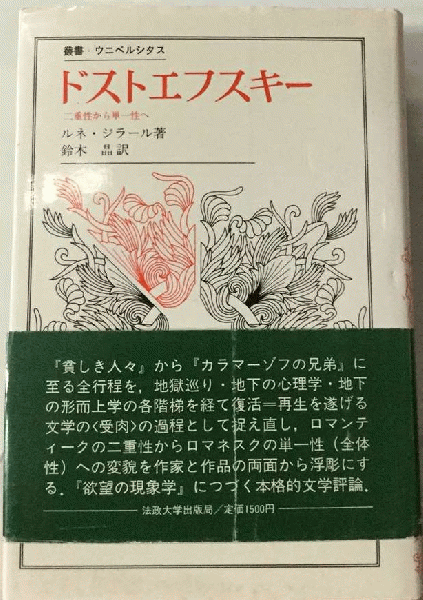 叢書・ウニベルシタス
ドストエフスキー
二重性から単一性へ
ルネ・ジラール著
鈴木 晶訳
『貧しき人々』から『カラマーゾフの兄弟』に
至る全行程を，地獄巡り・地下の心理学・地下
の形而上学の各階梯を経て復活＝再生を遂げる
文学の〈受肉〉の過程として捉え直し，ロマンテ
ィークの二重性からロマネスクの単一性（全体
性）への変貌を作家と作品の両面から浮彫にす
る．『欲望の現象学』につづく本格的文学評論．
法政大学出版局／定価1500円